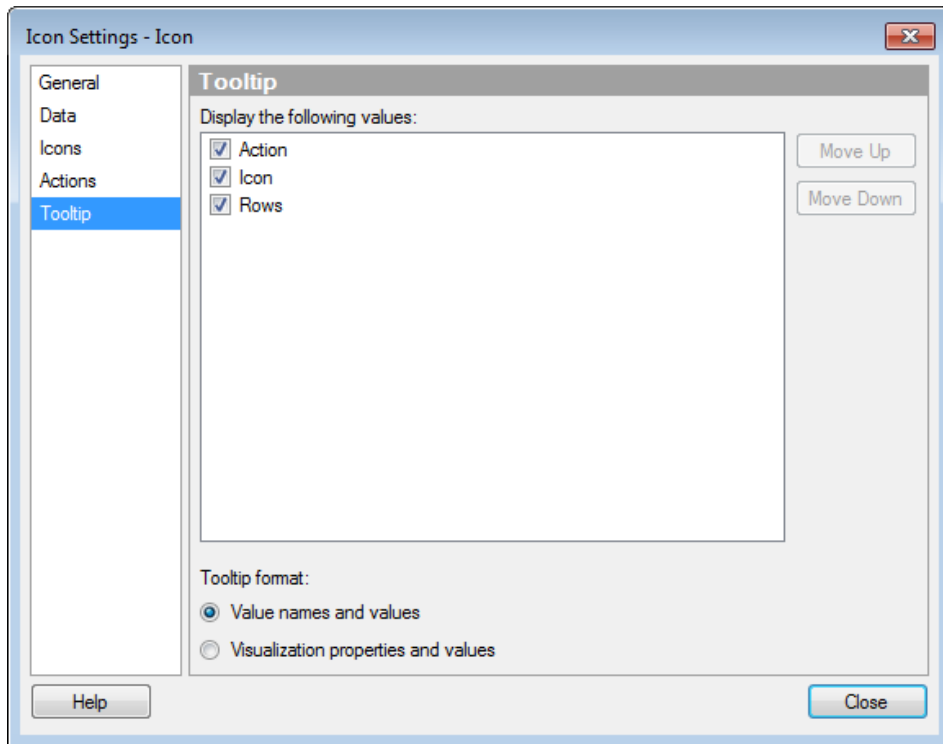 Icon Settings - Icon
General
Data
Icons
Actions
Tooltip
Tooltip
Display the following values:
Action
Icon
Rows
Move Up
Move Down
Tooltip format:
Value names and values
Visualization properties and values
Help
Close